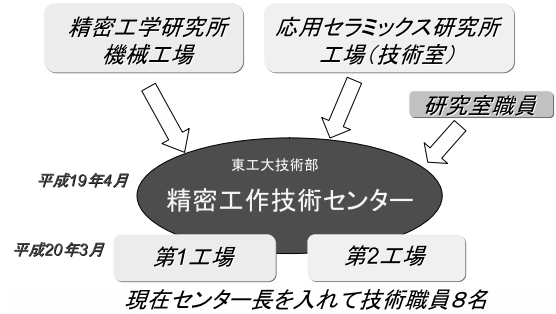 精密工学研究所
機械工場
応用セラミックス研究所
工場(技術室)
研究室職員
東工大技術部
平成19年4月
精密工作技術センター
平成20年3月
第1工場
第2工場
現在センター長を入れて技術職員8名